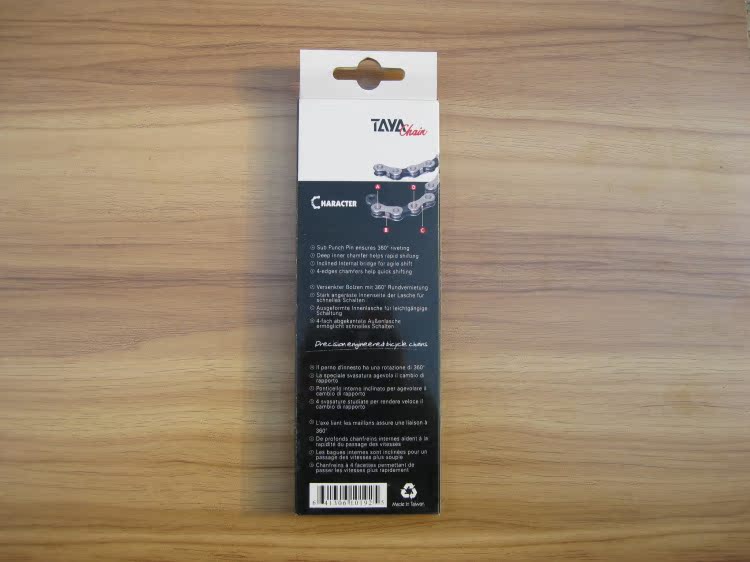 TAYA Chain
A D
CHARACTER
B C
A Sub Punch Pin ensures 360° riveting
B Deep inner chamfer helps rapid shifting
C Inclined Internal bridge for agile shift
D 4-edges chamfers help quick shifting
A Versenkter Bolzen mit 360° Rundvernietung
B Stark angefaste Innenseite der Lasche für
schnelles Schalten
C Ausgeformte Innenlasche für leichtgängige
Schaltung
D 4-fach abgekantete Außenlasche
ermöglicht schnelles Schalten
Precision engineered bicycle chains
A Il perno d'innesto ha una rotazione di 360°
B La speciale svasatura agevola il cambio di
rapporto
C Ponticello interno inclinato per agevolare il
cambio di rapporto
D 4 svasature studiate per rendere veloce il
cambio di rapporto
A L'axe liant les maillons assure une liaison à
360°
B De profonds chanfreins internes aident à la
rapidité du passage des vitesses
C Les bagues internes sont inclinées pour un
passage des vitesses plus souple
D Chanfreins à 4 facettes permettant de
passer les vitesses plus rapidement
Made in Taiwan